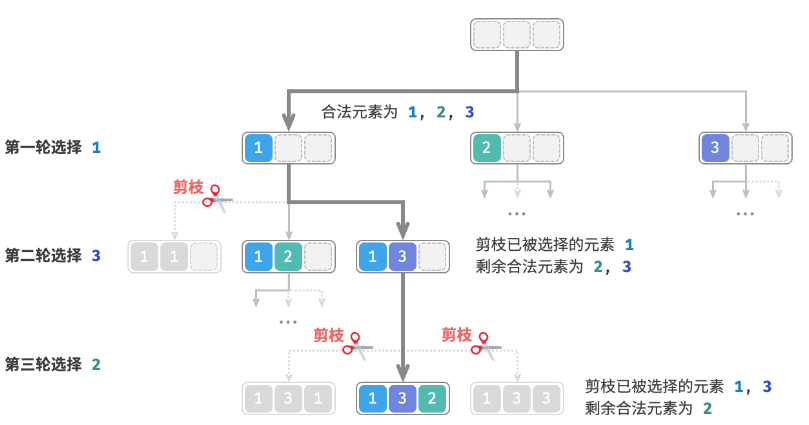 合法元素为 1, 2, 3
第一轮选择 1
1
2
3
剪枝
...
...
第二轮选择 3
1 1
1 2
1 3
剪枝已被选择的元素 1
剩余合法元素为 2, 3
...
剪枝
剪枝
第三轮选择 2
1 3 1
1 3 2
1 3 3
剪枝已被选择的元素 1, 3
剩余合法元素为 2